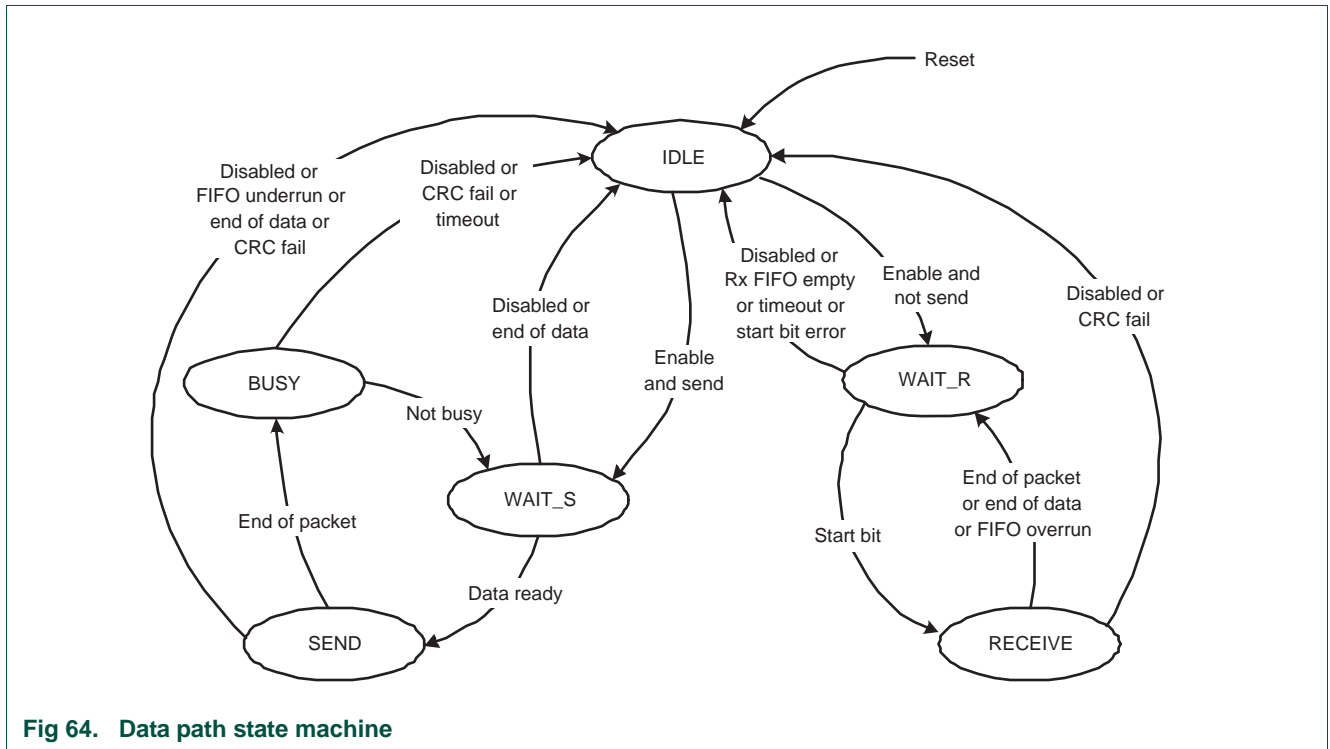 Reset
IDLE
Disabled or
FIFO underrun or
end of data or
CRC fail
Disabled or
CRC fail or
timeout
Disabled or
end of data
Enable
and send
Disabled or
Rx FIFO empty
or timeout or
start bit error
Enable and
not send
Disabled or
CRC fail
BUSY
WAIT_R
Not busy
WAIT_S
End of packet
Data ready
Start bit
End of packet
or end of data
or FIFO overrun
SEND
RECEIVE
Fig 64. Data path state machine